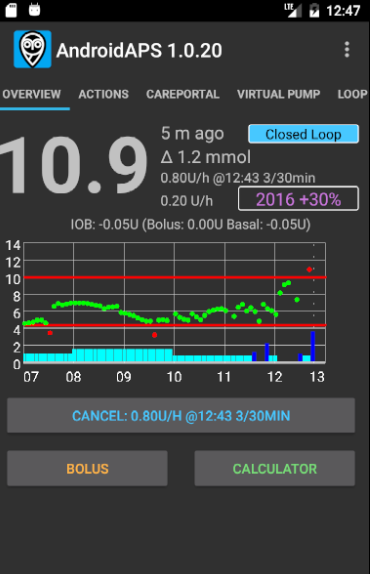 LTE 12:47
AndroidAPS 1.0.20
OVERVIEW ACTIONS CAREPORTAL VIRTUAL PUMP LOOP
10.9
5 m ago Closed Loop
Δ 1.2 mmol
0.80U/h @12:43 3/30min
0.20 U/h 2016 +30%
IOB: -0.05U (Bolus: 0.00U Basal: -0.05U)
14
12
10
8
6
4
2
0
07 08 09 10 11 12 13
CANCEL: 0.80U/H @12:43 3/30MIN
BOLUS CALCULATOR